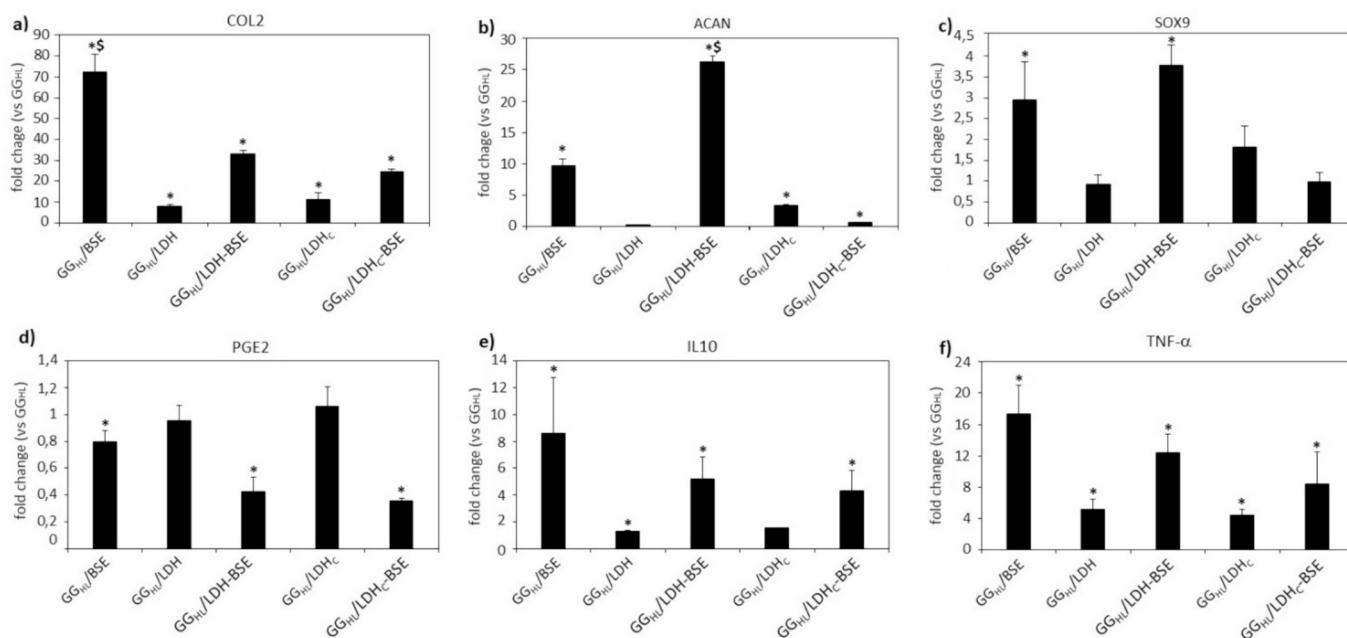 a)
COL2
fold chage (vs GGHL)
90
80
70
60
50
40
30
20
10
0
*$
*
*
*
*
GGHL/BSE
GGHL/LDH
GGHL/LDH-BSE
GGHL/LDHC
GGHL/LDHC-BSE
b)
ACAN
fold chage (vs GGHL)
30
25
20
15
10
5
0
*
*$
*
*
GGHL/BSE
GGHL/LDH
GGHL/LDH-BSE
GGHL/LDHC
GGHL/LDHC-BSE
c)
SOX9
fold chage (vs GGHL)
4,5
4
3,5
3
2,5
2
1,5
1
0,5
0
*
*
GGHL/BSE
GGHL/LDH
GGHL/LDH-BSE
GGHL/LDHC
GGHL/LDHC-BSE
d)
PGE2
fold change (vs GGHL)
1,4
1,2
1
0,8
0,6
0,4
0,2
0
*
*
*
GGHL/BSE
GGHL/LDH
GGHL/LDH-BSE
GGHL/LDHC
GGHL/LDHC-BSE
e)
IL10
fold change (vs GGHL)
14
12
10
8
6
4
2
0
*
*
*
*
GGHL/BSE
GGHL/LDH
GGHL/LDH-BSE
GGHL/LDHC
GGHL/LDHC-BSE
f)
TNF-α
fold change (vs GGHL)
24
20
16
12
8
4
0
*
*
*
*
*
GGHL/BSE
GGHL/LDH
GGHL/LDH-BSE
GGHL/LDHC
GGHL/LDHC-BSE